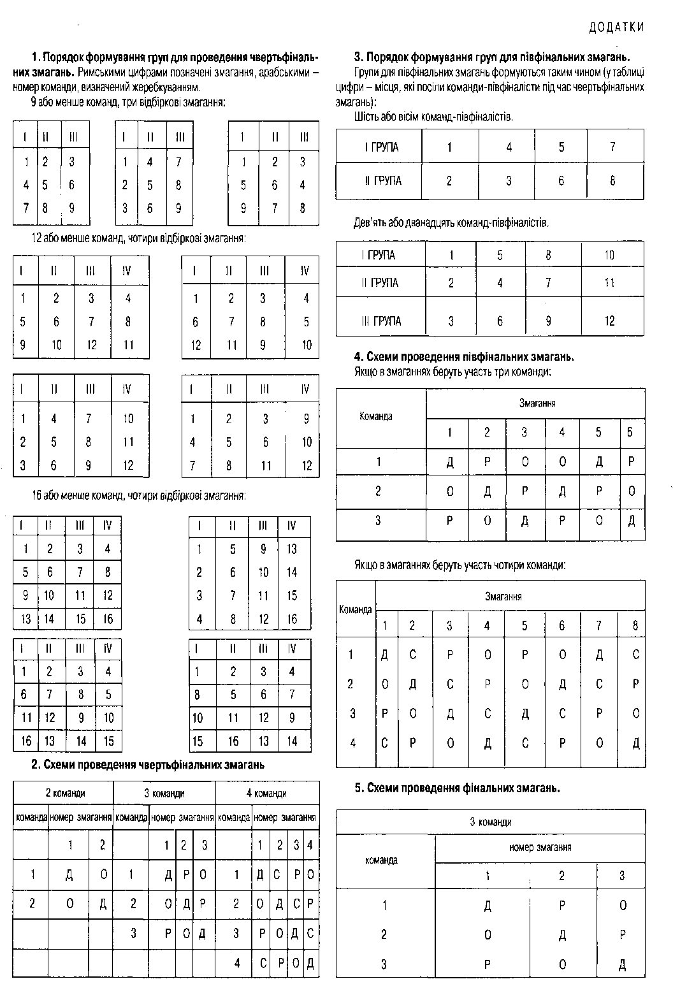 ДОДАТКИ
1. Порядок формування груп для проведення чвертьфіналь-
них змагань. Римськими цифрами позначені змагання, арабськими –
номер команди, визначений жеребкуванням.
9 або менше команд, три відбіркові змагання:
I II III
1 2 3
4 5 6
7 8 9
I II III
1 4 7
2 5 8
3 6 9
I II III
1 2 3
5 6 4
9 7 8
12 або менше команд, чотири відбіркові змагання:
I II III IV
1 2 3 4
5 6 7 8
9 10 12 11
I II III IV
1 2 3 4
6 7 8 5
12 11 9 10
I II III IV
1 4 7 10
2 5 8 11
3 6 9 12
I II III IV
1 2 3 9
4 5 6 10
7 8 11 12
16 або менше команд, чотири відбіркові змагання:
I II III IV
1 2 3 4
5 6 7 8
9 10 11 12
13 14 15 16
I II III IV
1 5 9 13
2 6 10 14
3 7 11 15
4 8 12 16
I II III IV
1 2 3 4
6 7 8 5
11 12 9 10
16 13 14 15
I II III IV
1 2 3 4
8 5 6 7
10 11 12 9
15 16 13 14
2. Схеми проведення чвертьфінальних змагань
2 команди 3 команди 4 команди
команда номер змагання команда номер змагання команда номер змагання
1 2 1 2 3 1 2 3 4
1 Д О 1 Д Р О 1 Д С Р О
2 О Д 2 О Д Р 2 О Д С Р
3 Р О Д 3 Р О Д С
4 С Р О Д
3. Порядок формування груп для півфінальних змагань.
Групи для півфінальних змагань формуються таким чином (у таблиці
цифри – місця, які посіли команди-півфіналісти під час чвертьфінальних
змагань):
Шість або вісім команд-півфіналістів.
I ГРУПА 1 4 5 7
II ГРУПА 2 3 6 8
Дев'ять або дванадцять команд-півфіналістів.
I ГРУПА 1 5 8 10
II ГРУПА 2 4 7 11
III ГРУПА 3 6 9 12
4. Схеми проведення півфінальних змагань.
Якщо в змаганнях беруть участь три команди:
Команда Змагання
1 2 3 4 5 6
1 Д Р О О Д Р
2 О Д Р Д Р О
3 Р О Д Р О Д
Якщо в змаганнях беруть участь чотири команди:
Команда Змагання
1 2 3 4 5 6 7 8
1 Д С Р О Р О Д С
2 О Д С Р О Д С Р
3 Р О Д С Д С Р О
4 С Р О Д С Р О Д
5. Схеми проведення фінальних змагань.
3 команди
команда номер змагання
1 2 3
1 Д Р О
2 О Д Р
3 Р О Д